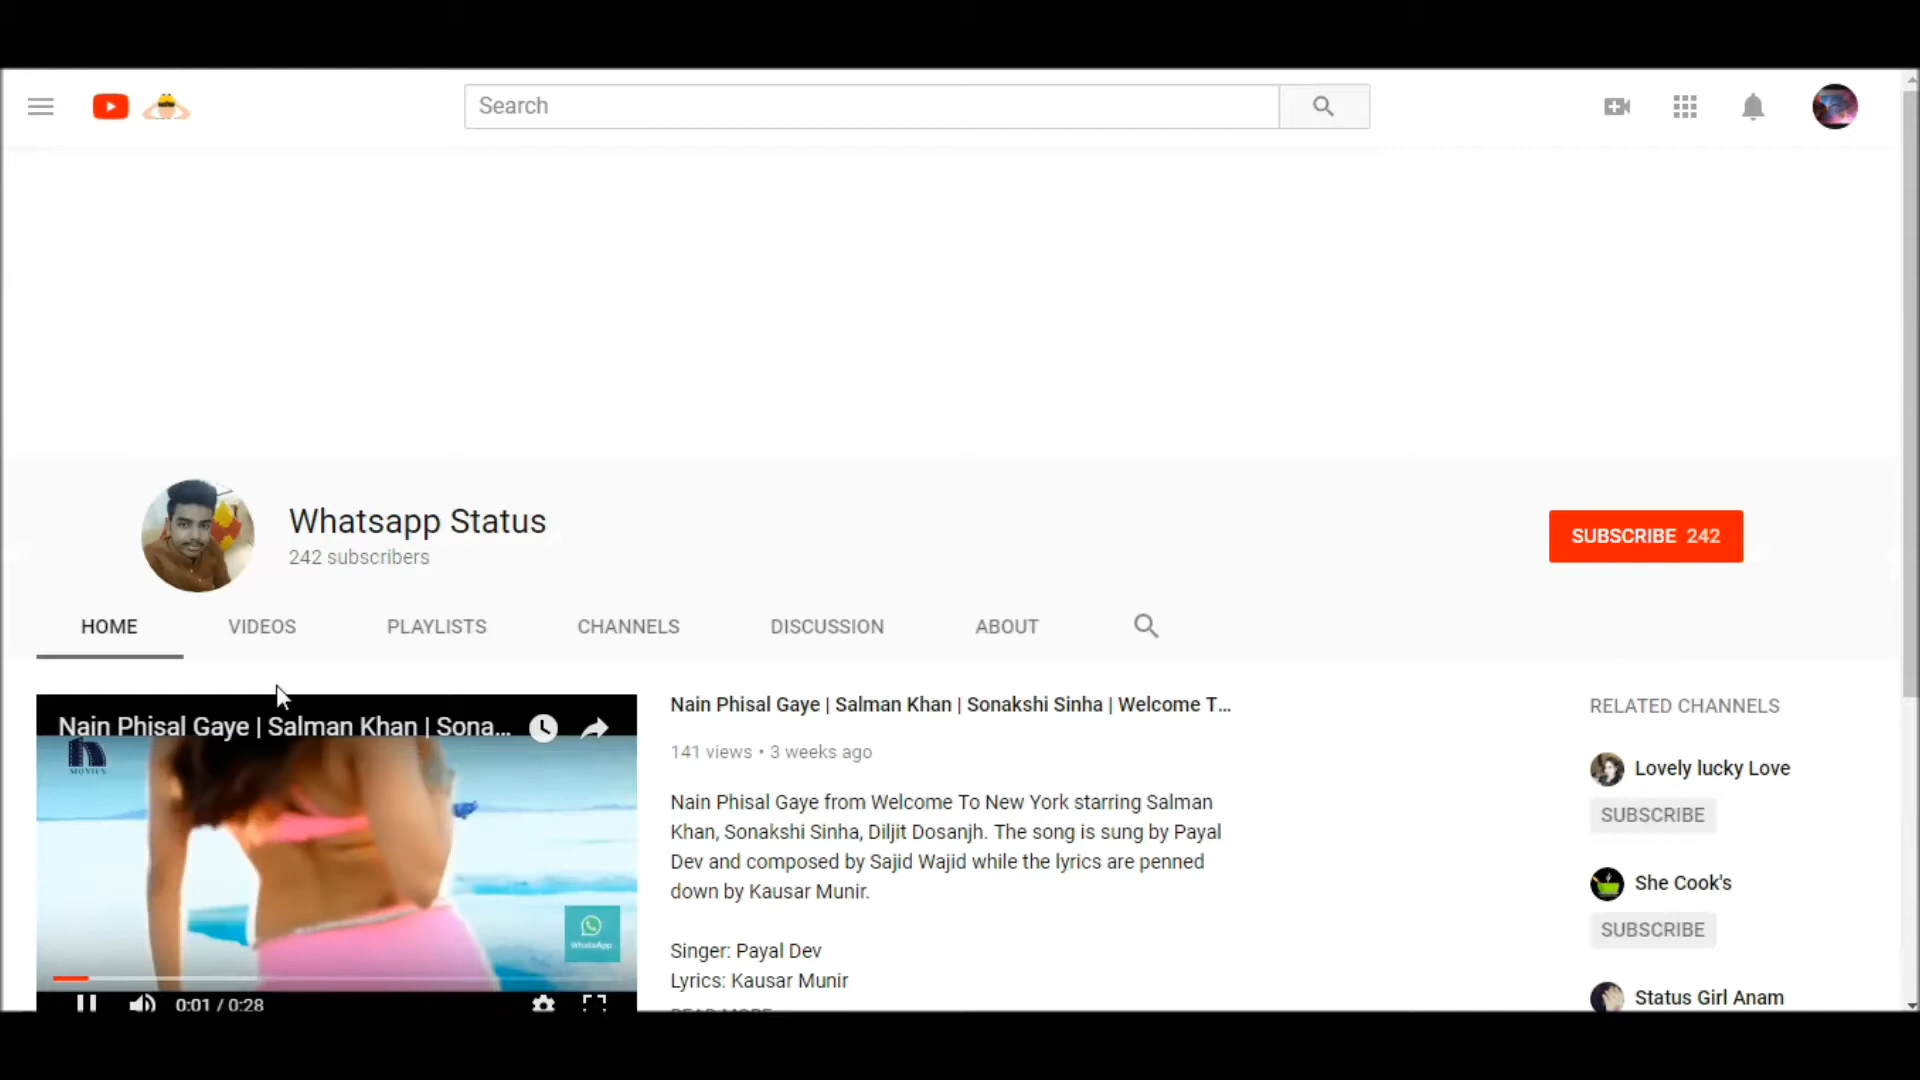 Search
Whatsapp Status
242 subscribers
SUBSCRIBE 242
HOME VIDEOS PLAYLISTS CHANNELS DISCUSSION ABOUT
Nain Phisal Gaye | Salman Khan | Sona...
MOVIES
WhatsApp
0:01 / 0:28
Nain Phisal Gaye | Salman Khan | Sonakshi Sinha | Welcome T...
141 views • 3 weeks ago
Nain Phisal Gaye from Welcome To New York starring Salman
Khan, Sonakshi Sinha, Diljit Dosanjh. The song is sung by Payal
Dev and composed by Sajid Wajid while the lyrics are penned
down by Kausar Munir.
Singer: Payal Dev
Lyrics: Kausar Munir
READ MORE
RELATED CHANNELS
Lovely lucky Love
SUBSCRIBE
She Cook's
SUBSCRIBE
Status Girl Anam